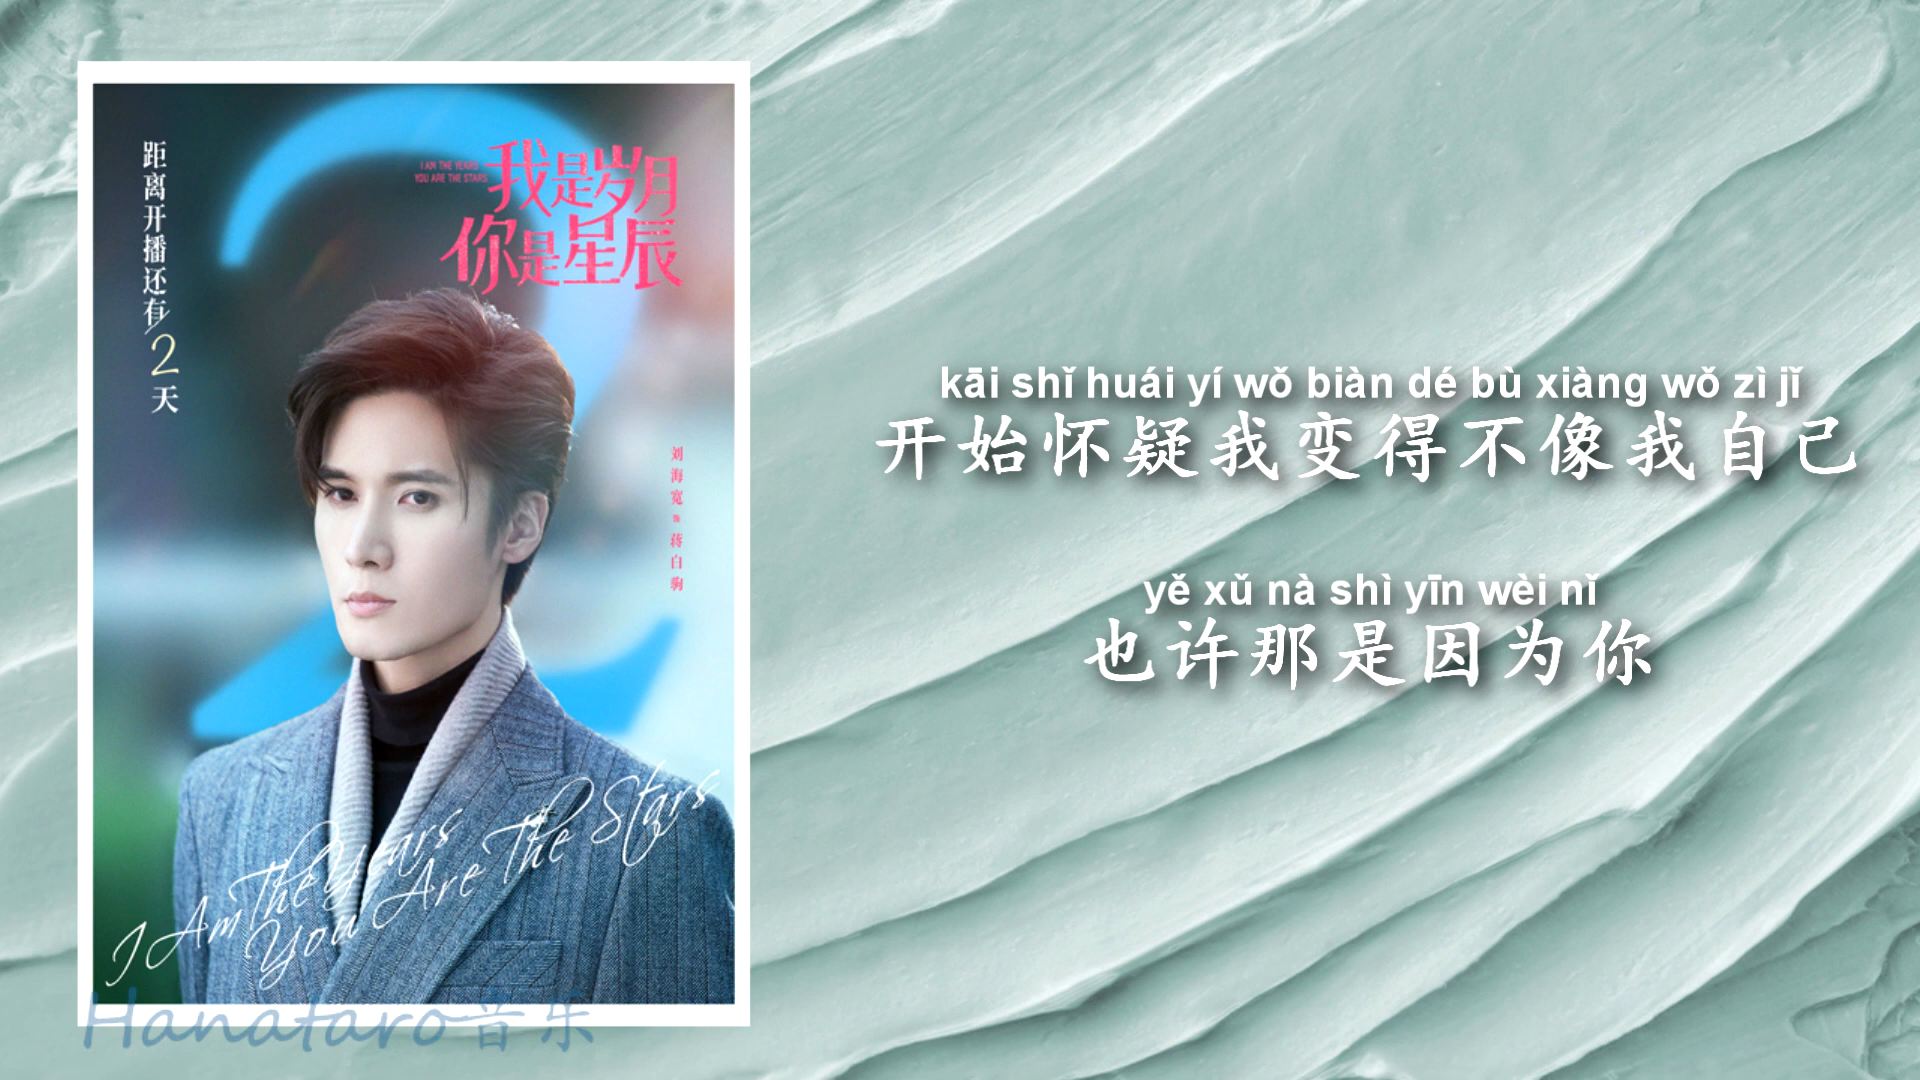 距离开播还有2天
I AM THE YEARS
YOU ARE THE STARS
我是岁月
你是星辰
刘海宽 饰 蒋白驹
I Am The Years
You Are The Stars
Hanataro音乐
kāi shǐ huái yí wǒ biàn dé bù xiàng wǒ zì jǐ
开始怀疑我变得不像我自己
yě xǔ nà shì yīn wèi nǐ
也许那是因为你